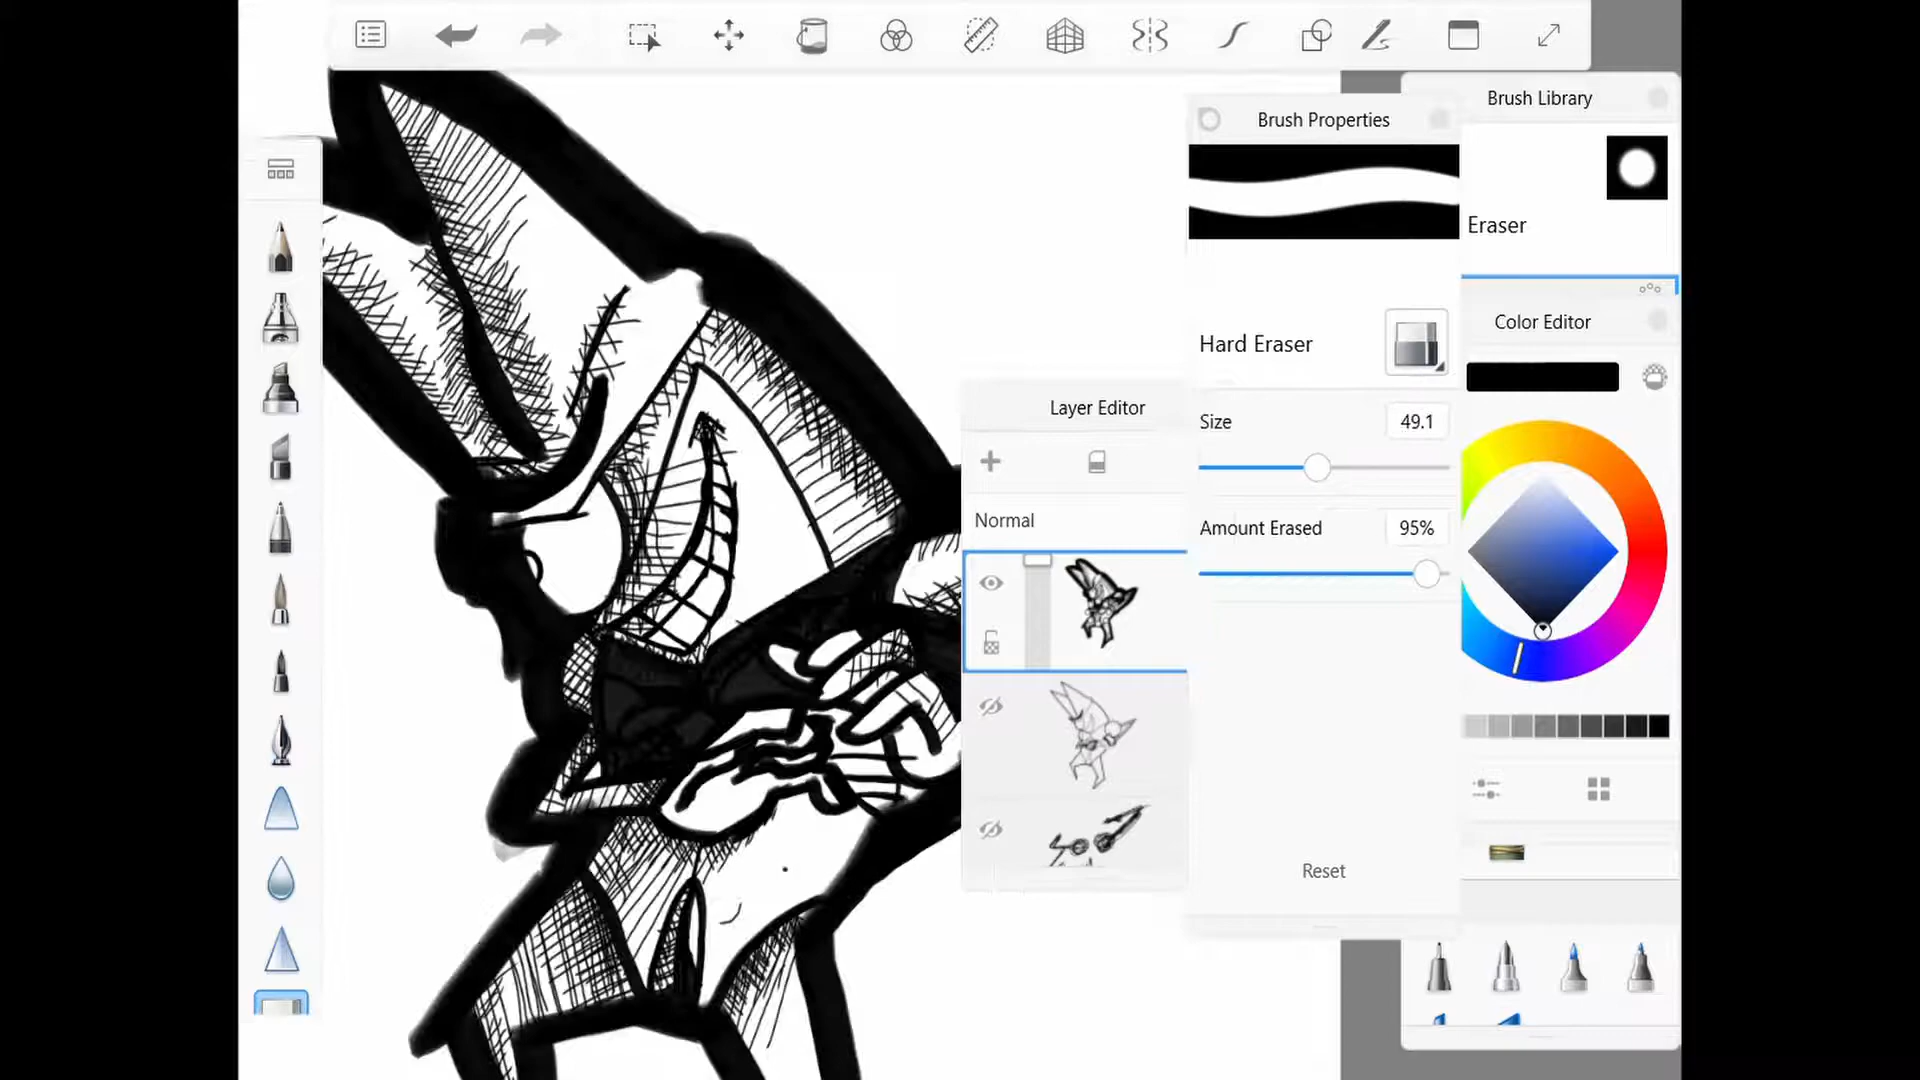 Brush Library
Brush Properties
Eraser
Color Editor
Hard Eraser
Layer Editor
Size 49.1
Normal
Amount Erased 95%
Reset